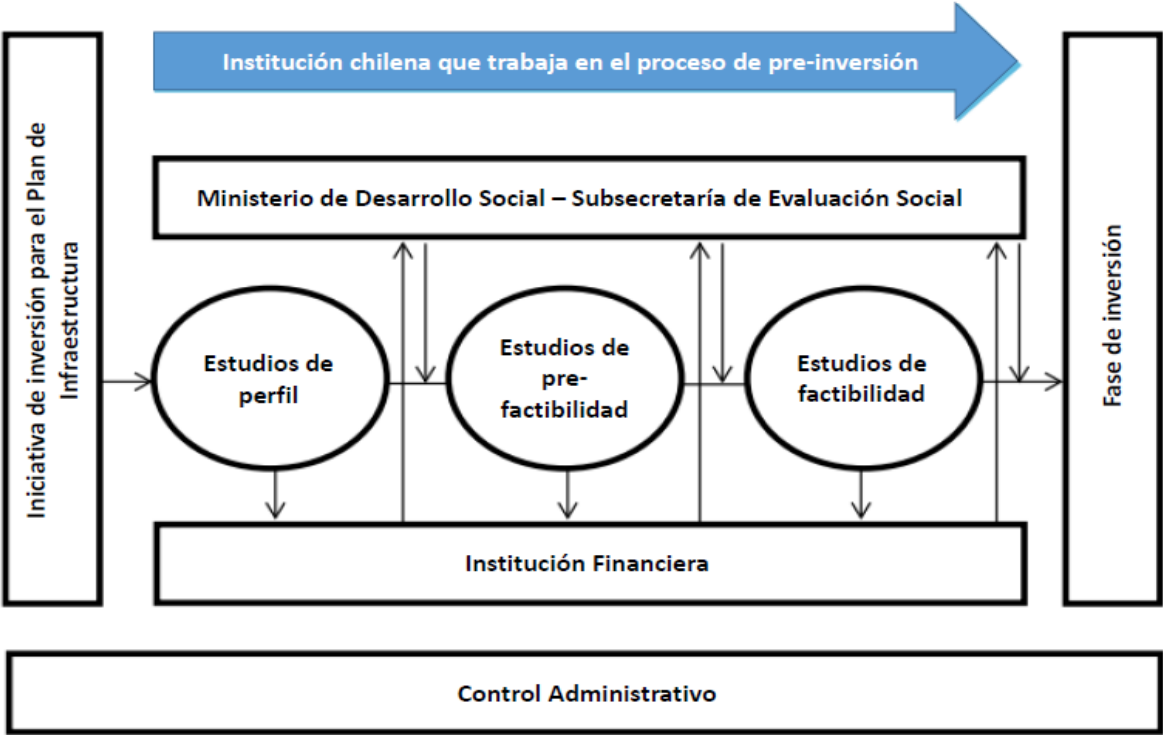 Institución chilena que trabaja en el proceso de pre-inversión
Iniciativa de inversión para el Plan de
Infraestructura
Ministerio de Desarrollo Social – Subsecretaría de Evaluación Social
Estudios de
perfil
Estudios de
pre-
factibilidad
Estudios de
factibilidad
Fase de inversión
Institución Financiera
Control Administrativo